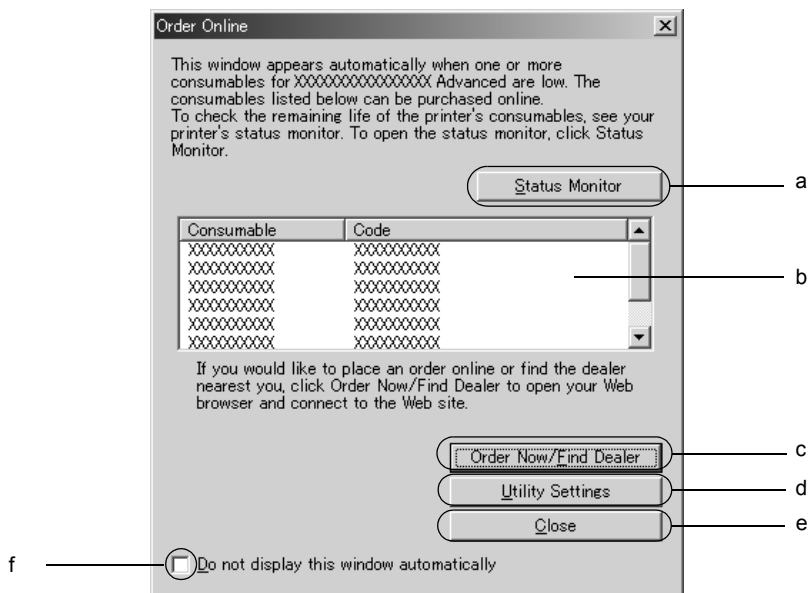 Order Online
This window appears automatically when one or more
consumables for XXXXXXXXXXXXXXXX Advanced are low. The
consumables listed below can be purchased online.
To check the remaining life of the printer's consumables, see your
printer's status monitor. To open the status monitor, click Status
Monitor.
Status Monitor
a
Consumable Code
XXXXXXXXXX XXXXXXXXXX
XXXXXXXXXX XXXXXXXXXX
XXXXXXXXXX XXXXXXXXXX
XXXXXXXXXX XXXXXXXXXX
XXXXXXXXXX XXXXXXXXXX
XXXXXXXXXX XXXXXXXXXX
b
If you would like to place an order online or find the dealer
nearest you, click Order Now/Find Dealer to open your Web
browser and connect to the Web site.
Order Now/Find Dealer
c
Utility Settings
d
Close
e
f
Do not display this window automatically